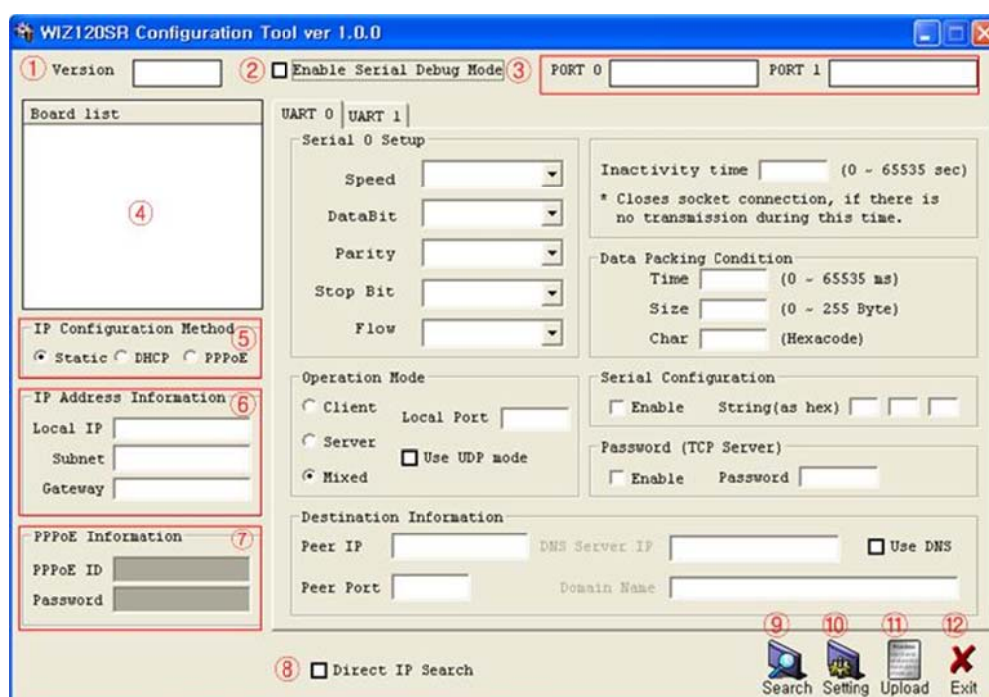 WIZ120SR Configuration Tool ver 1.0.0
① Version
② Enable Serial Debug Mode
③ PORT 0 PORT 1
Board list
④
IP Configuration Method ⑤
Static DHCP PPPoE
IP Address Information ⑥
Local IP
Subnet
Gateway
PPPoE Information ⑦
PPPoE ID
Password
UART 0 UART 1
Serial 0 Setup
Speed
DataBit
Parity
Stop Bit
Flow
Inactivity time (0 ~ 65535 sec)
* Closes socket connection, if there is
no transmission during this time.
Data Packing Condition
Time (0 ~ 65535 ms)
Size (0 ~ 255 Byte)
Char (Hexacode)
Operation Mode
Client
Server
Mixed
Local Port
Use UDP mode
Serial Configuration
Enable String(as hex)
Password (TCP Server)
Enable Password
Destination Information
Peer IP DNS Server IP Use DNS
Peer Port Domain Name
⑧ Direct IP Search
⑨ ⑩ ⑪ ⑫
Search Setting Upload Exit